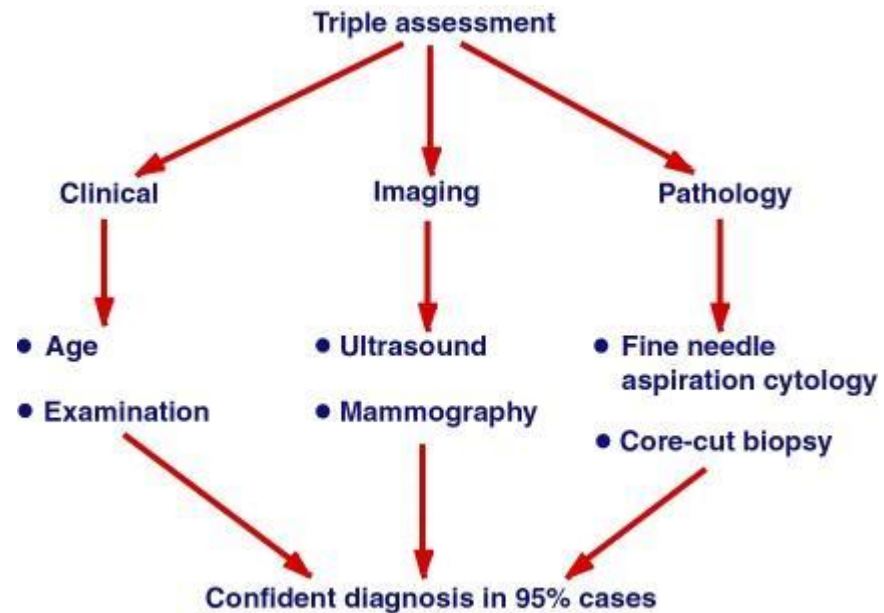 Triple assessment
Clinical
Imaging
Pathology
• Age
• Examination
• Ultrasound
• Mammography
• Fine needle
aspiration cytology
• Core-cut biopsy
Confident diagnosis in 95% cases